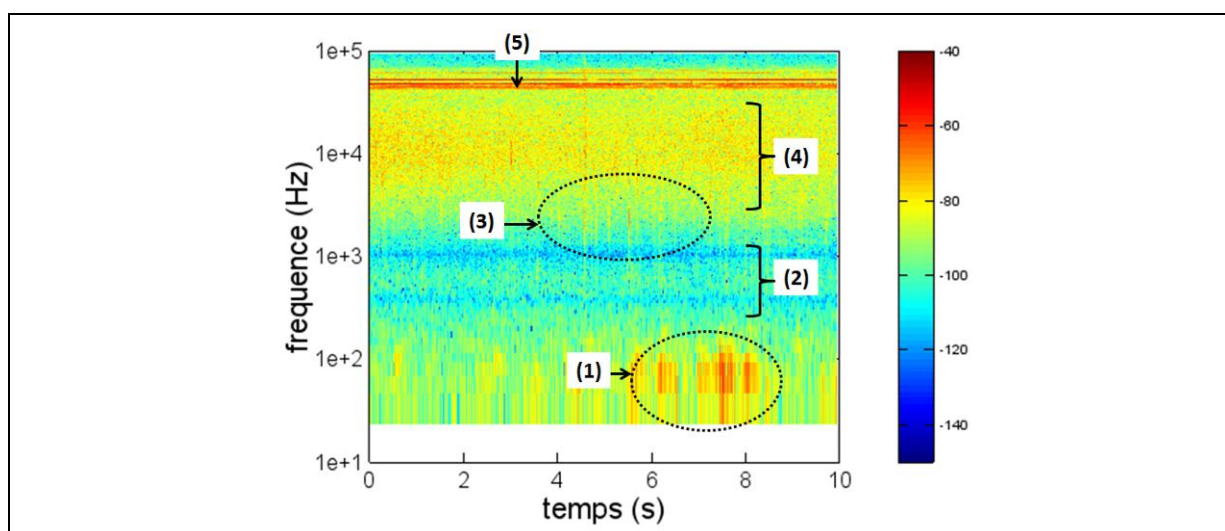 1e+5
1e+4
1e+3
1e+2
1e+1
frequence (Hz)
0 2 4 6 8 10
temps (s)
(5)
(4)
(3)
(2)
(1)
-40
-60
-80
-100
-120
-140